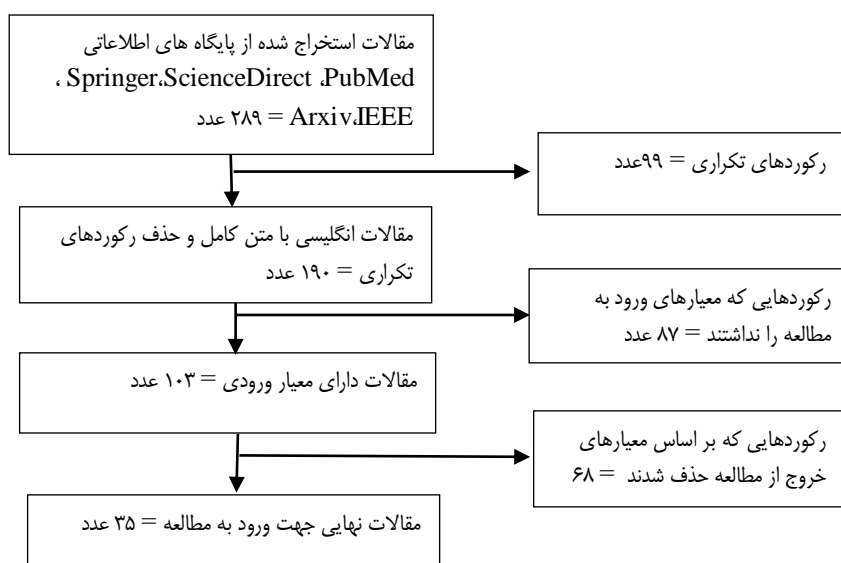 مقالات استخراج شده از پایگاه های اطلاعاتی
Springer،ScienceDirect ،PubMed ،
Arxiv،IEEE = ۲۸۹ عدد
رکوردهای تکراری = ۹۹عدد
مقالات انگلیسی با متن کامل و حذف رکوردهای
تکراری = ۱۹۰ عدد
رکوردهایی که معیارهای ورود به
مطالعه را نداشتند = ۸۷ عدد
مقالات دارای معیار ورودی = ۱۰۳ عدد
رکوردهایی که بر اساس معیارهای
خروج از مطالعه حذف شدند = ۶۸
مقالات نهایی جهت ورود به مطالعه = ۳۵ عدد